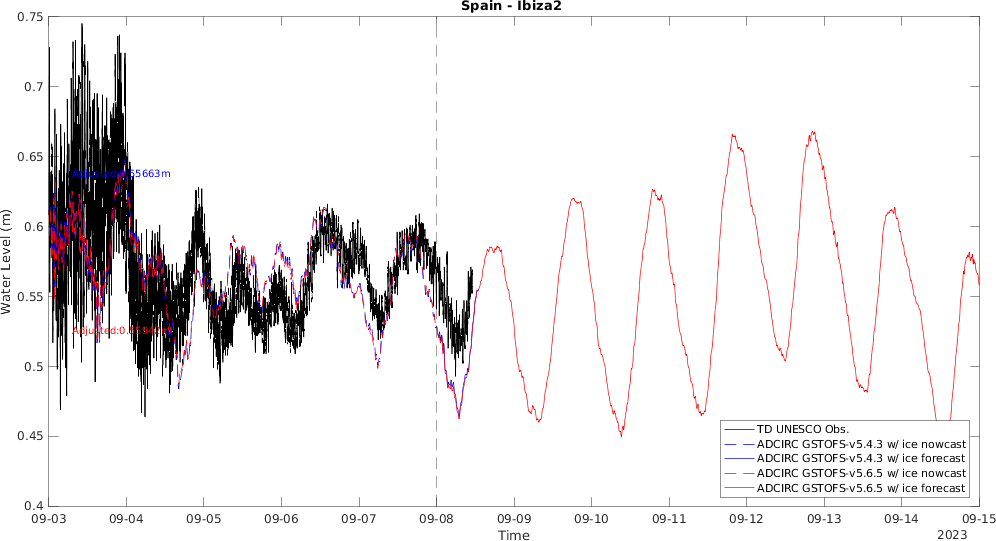 Spain - Ibiza2
0.75
0.7
0.65
0.6
0.55
0.5
0.45
0.4
Water Level (m)
09-03 09-04 09-05 09-06 09-07 09-08 09-09 09-10 09-11 09-12 09-13 09-14 09-15
Time
2023
TD UNESCO Obs.
ADCIRC GSTOFS-v5.4.3 w/ ice nowcast
ADCIRC GSTOFS-v5.4.3 w/ ice forecast
ADCIRC GSTOFS-v5.6.5 w/ ice nowcast
ADCIRC GSTOFS-v5.6.5 w/ ice forecast